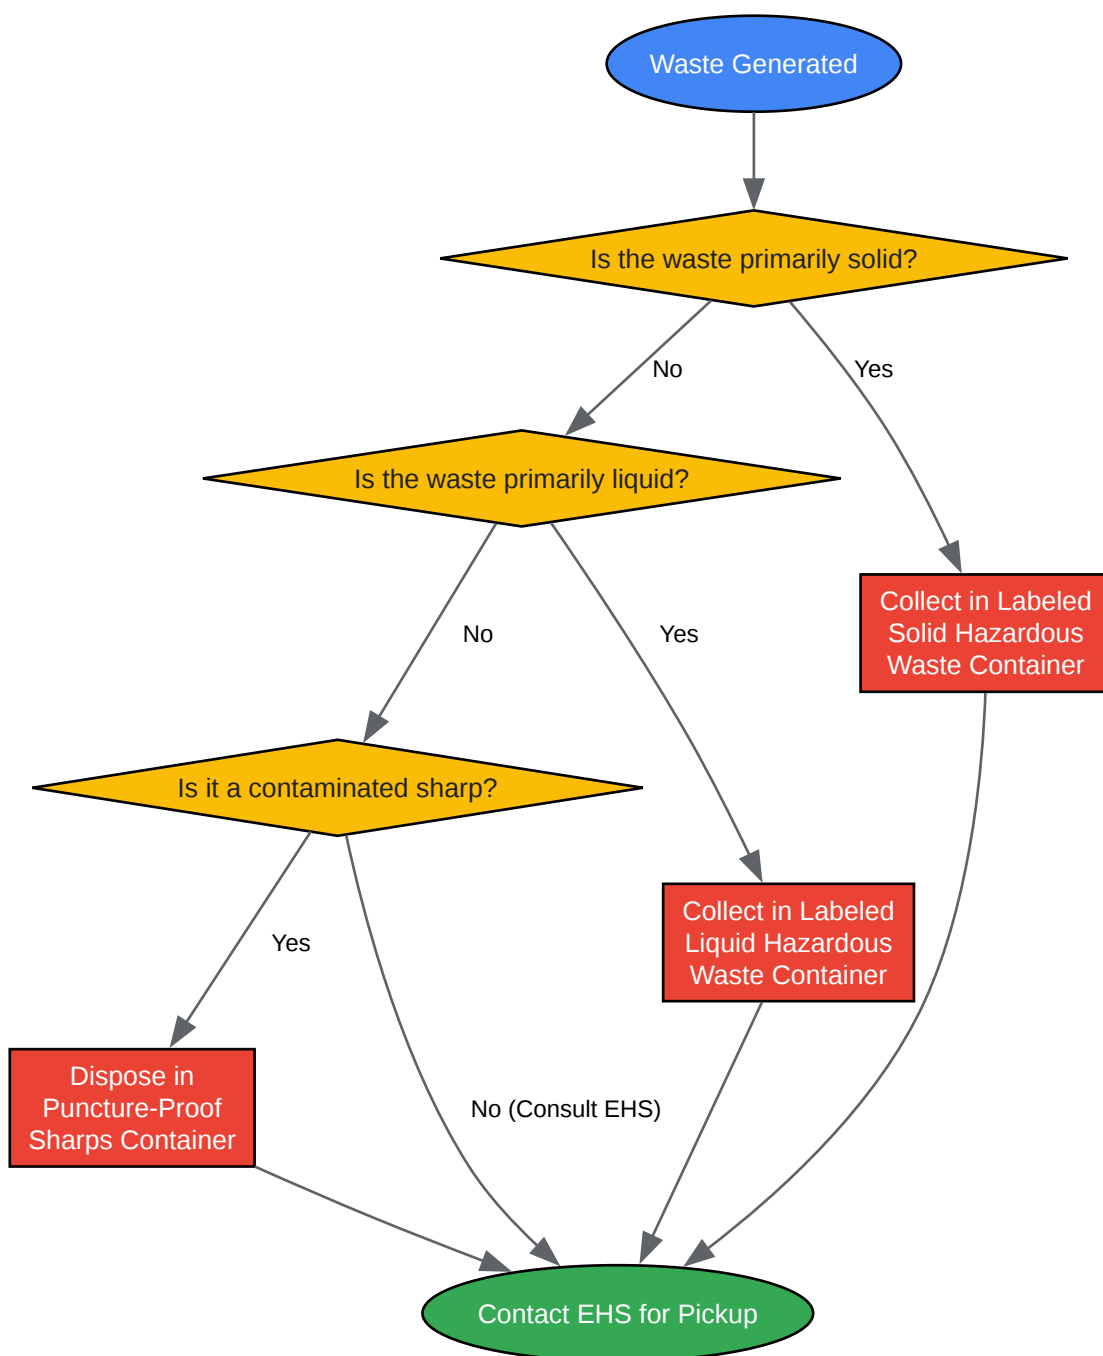 Waste Generated
Is the waste primarily solid?
No
Yes
Is the waste primarily liquid?
No
Yes
Collect in Labeled
Solid Hazardous
Waste Container
Is it a contaminated sharp?
Yes
No (Consult EHS)
Collect in Labeled
Liquid Hazardous
Waste Container
Dispose in
Puncture-Proof
Sharps Container
Contact EHS for Pickup